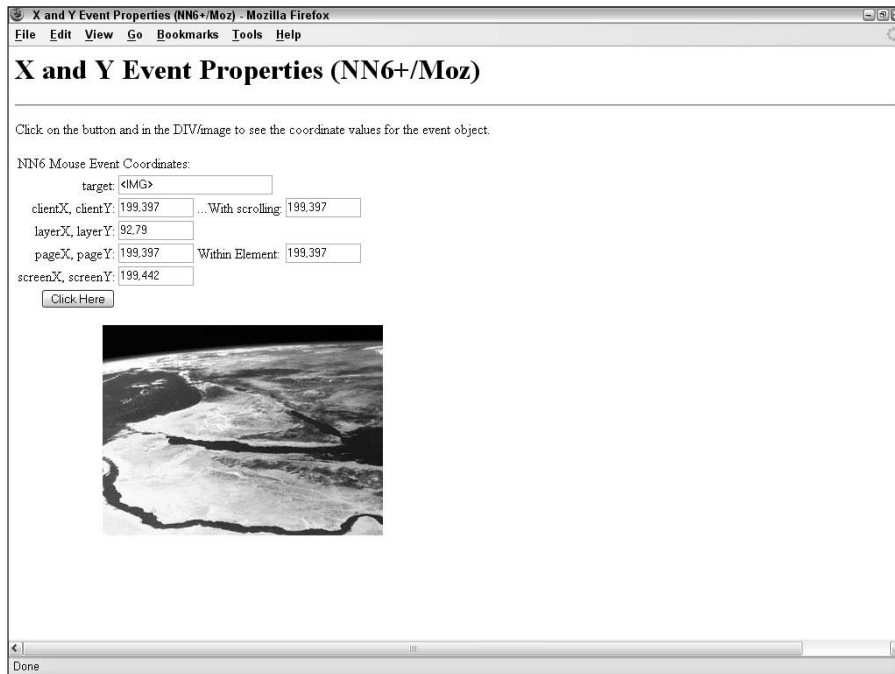 X and Y Event Properties (NN6+/Moz) - Mozilla Firefox
File Edit View Go Bookmarks Tools Help
X and Y Event Properties (NN6+/Moz)
Click on the button and in the DIV/image to see the coordinate values for the event object.
NN6 Mouse Event Coordinates:
target: <IMG>
clientX, clientY: 199,397 ...With scrolling: 199,397
layerX, layerY: 92,79
pageX, pageY: 199,397 Within Element: 199,397
screenX, screenY: 199,442
Click Here
Done